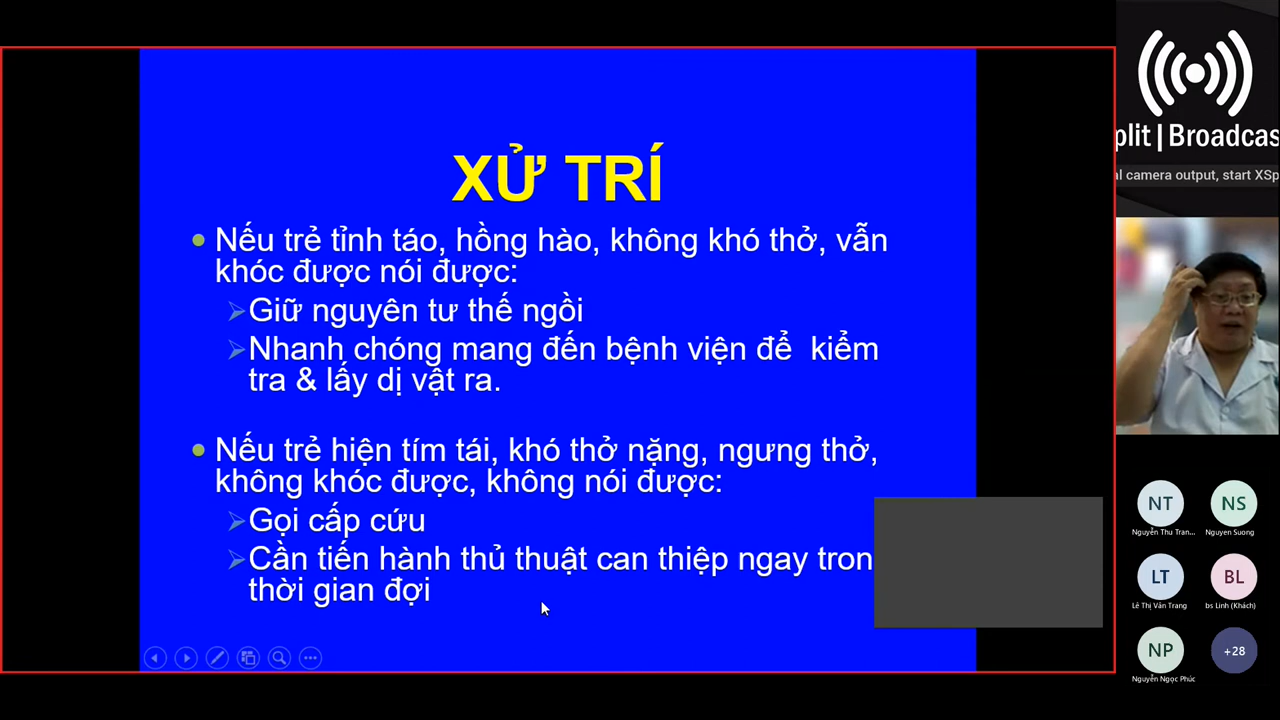 XỬ TRÍ
Nếu trẻ tỉnh táo, hồng hào, không khó thở, vẫn
khóc được nói được:
Giữ nguyên tư thế ngồi
Nhanh chóng mang đến bệnh viện để kiểm
tra & lấy dị vật ra.
Nếu trẻ hiện tím tái, khó thở nặng, ngưng thở,
không khóc được, không nói được:
Gọi cấp cứu
Cần tiến hành thủ thuật can thiệp ngay tron
thời gian đợi
plit | Broadcas
al camera output, start XSp
NT
NS
Nguyễn Thu Tran...
Nguyen Suong
LT
BL
Lê Thị Vân Trang
bs Linh (Khách)
NP
+28
Nguyễn Ngọc Phúc